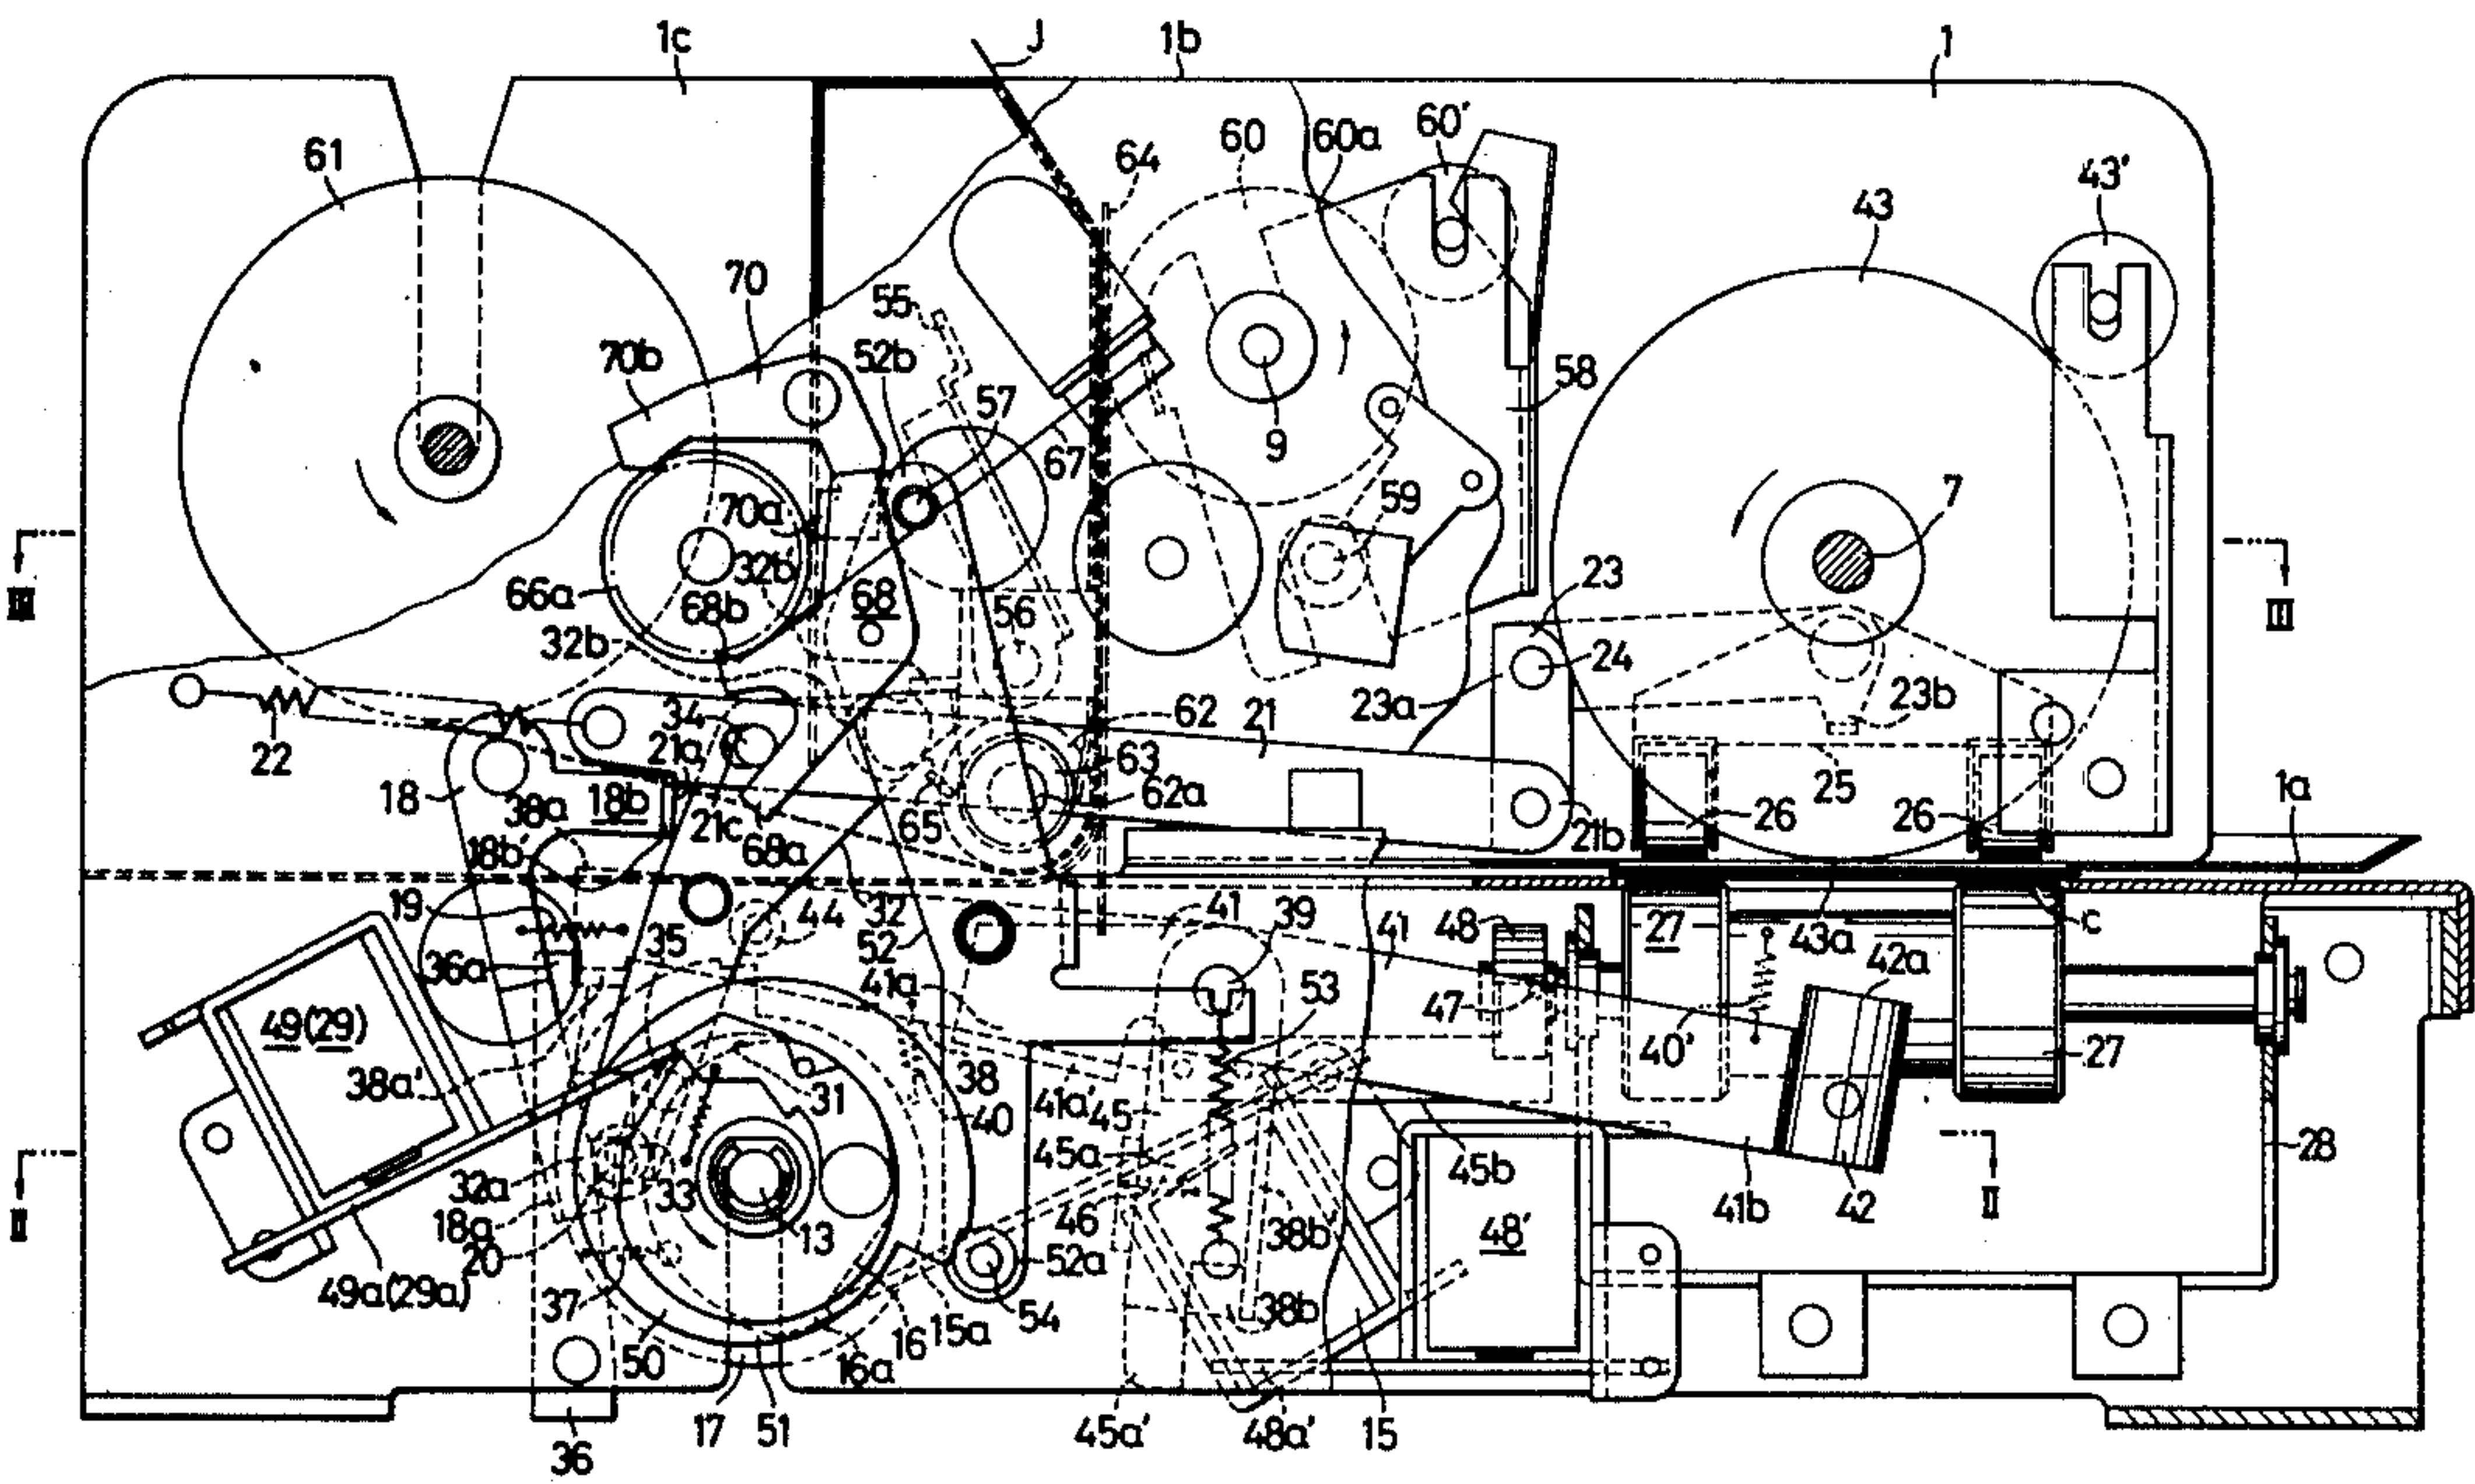 1c J 1b 1
61 64 60 60a 60' 43 43'
70 55
70b 52b 57 58
67 9
70a 59 7
III 66a 32b 68 23 III
68b 56
32b 24
23a 23b
34 62 21
22 21a 63 25
18 38a 18b 62a 26 26 1a
21c 65 21b
18b' 68a
19 44 32 41 39 48
35 52 41 27 43a c
36a 41a 53 42a
49(29) 47
38a' 31 38 41a' 45 40' 27
40
45a 45b 28
32a 33 41b 42 II
II 18a 46 38b'
20 13 52a 48'
49a(29a) 37 54 38b
50 16a 16 15a
17 51 45a' 48a' 15
36